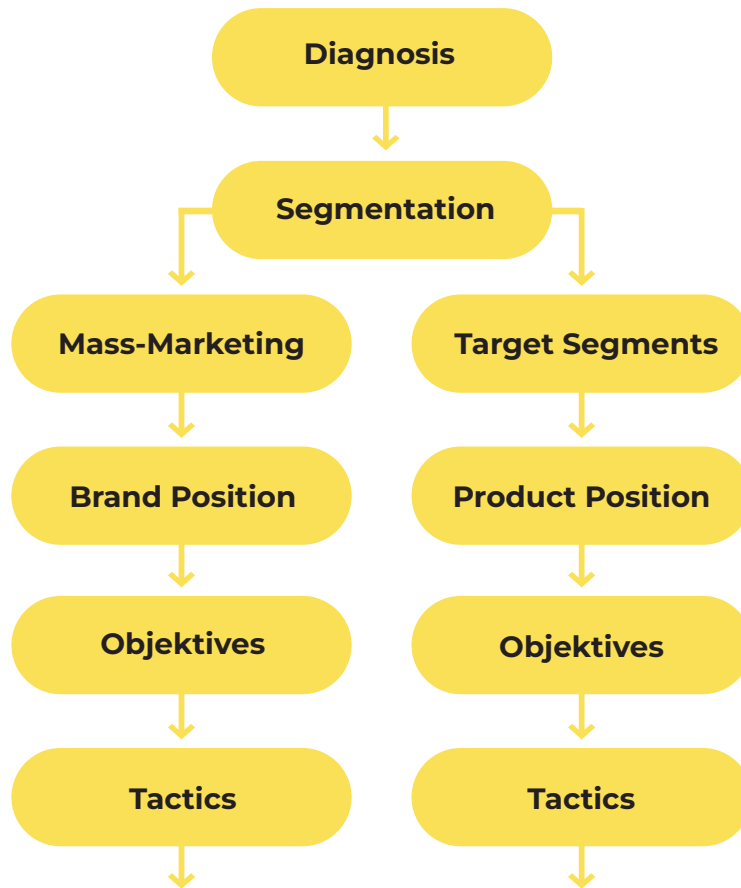 Diagnosis
Segmentation
Mass-Marketing
Target Segments
Brand Position
Product Position
Objektives
Objektives
Tactics
Tactics